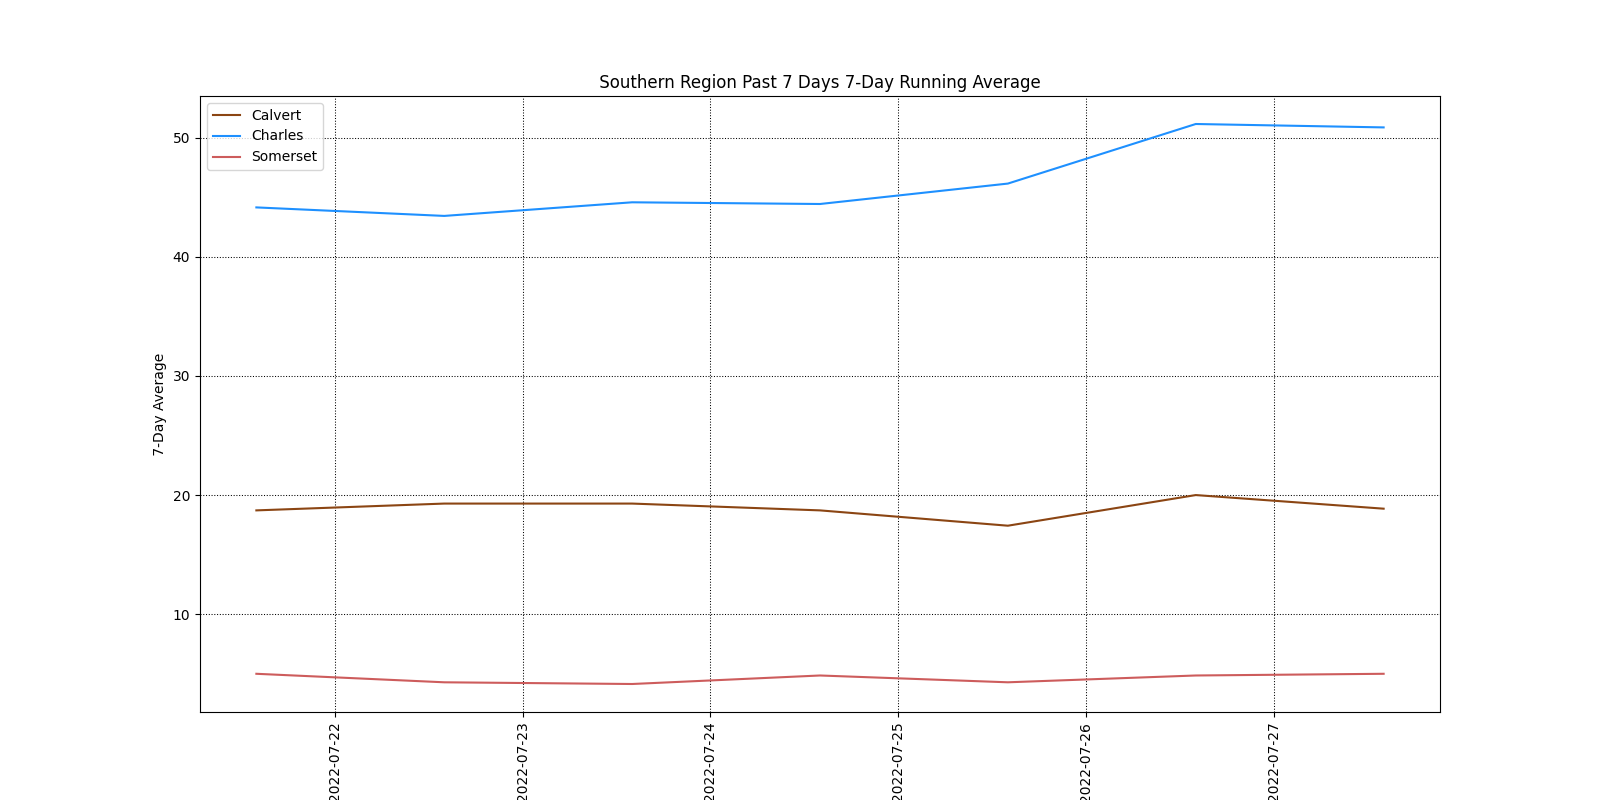 Southern Region Past 7 Days 7-Day Running Average
Calvert
Charles
Somerset
50
40
30
20
10
7-Day Average
2022-07-22
2022-07-23
2022-07-24
2022-07-25
2022-07-26
2022-07-27